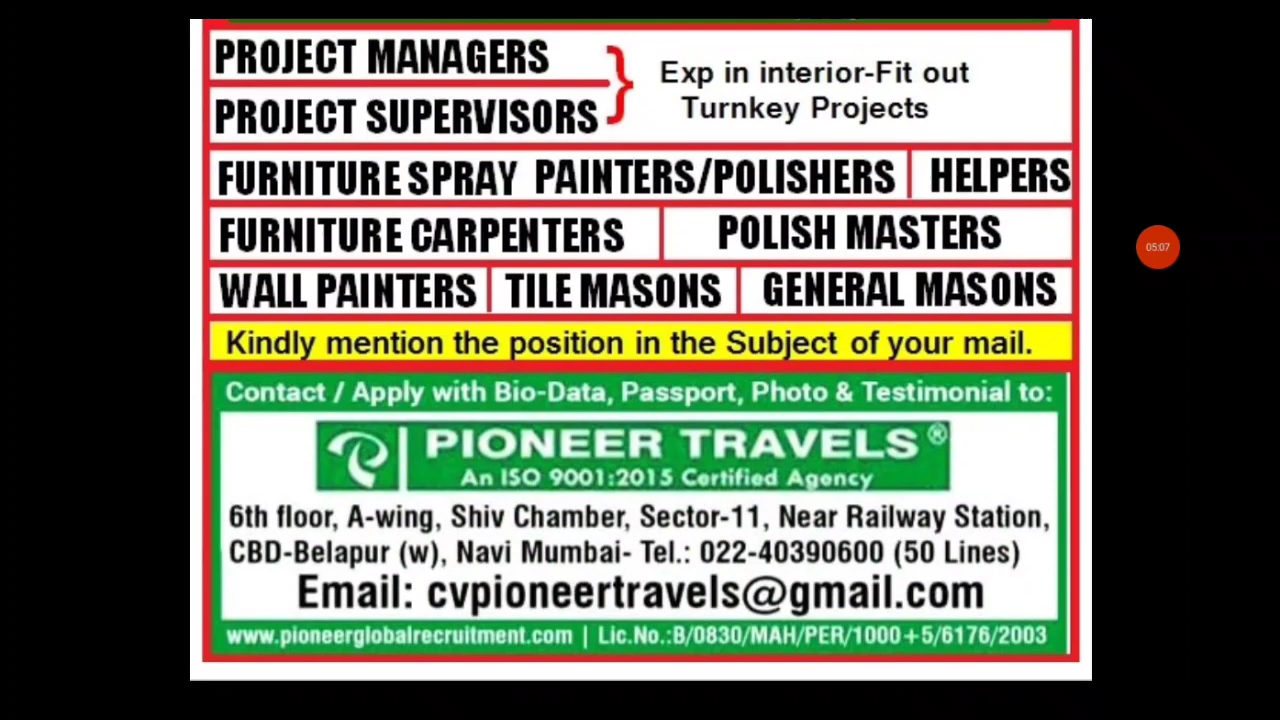 PROJECT MANAGERS
PROJECT SUPERVISORS
Exp in interior-Fit out
Turnkey Projects
FURNITURE SPRAY PAINTERS/POLISHERS
HELPERS
FURNITURE CARPENTERS
POLISH MASTERS
WALL PAINTERS
TILE MASONS
GENERAL MASONS
Kindly mention the position in the Subject of your mail.
Contact / Apply with Bio-Data, Passport, Photo & Testimonial to:
PIONEER TRAVELS®
An ISO 9001:2015 Certified Agency
6th floor, A-wing, Shiv Chamber, Sector-11, Near Railway Station,
CBD-Belapur (w), Navi Mumbai- Tel.: 022-40390600 (50 Lines)
Email: cvpioneertravels@gmail.com
www.pioneerglobalrecruitment.com | Lic.No.:B/0830/MAH/PER/1000+5/6176/2003
05:07